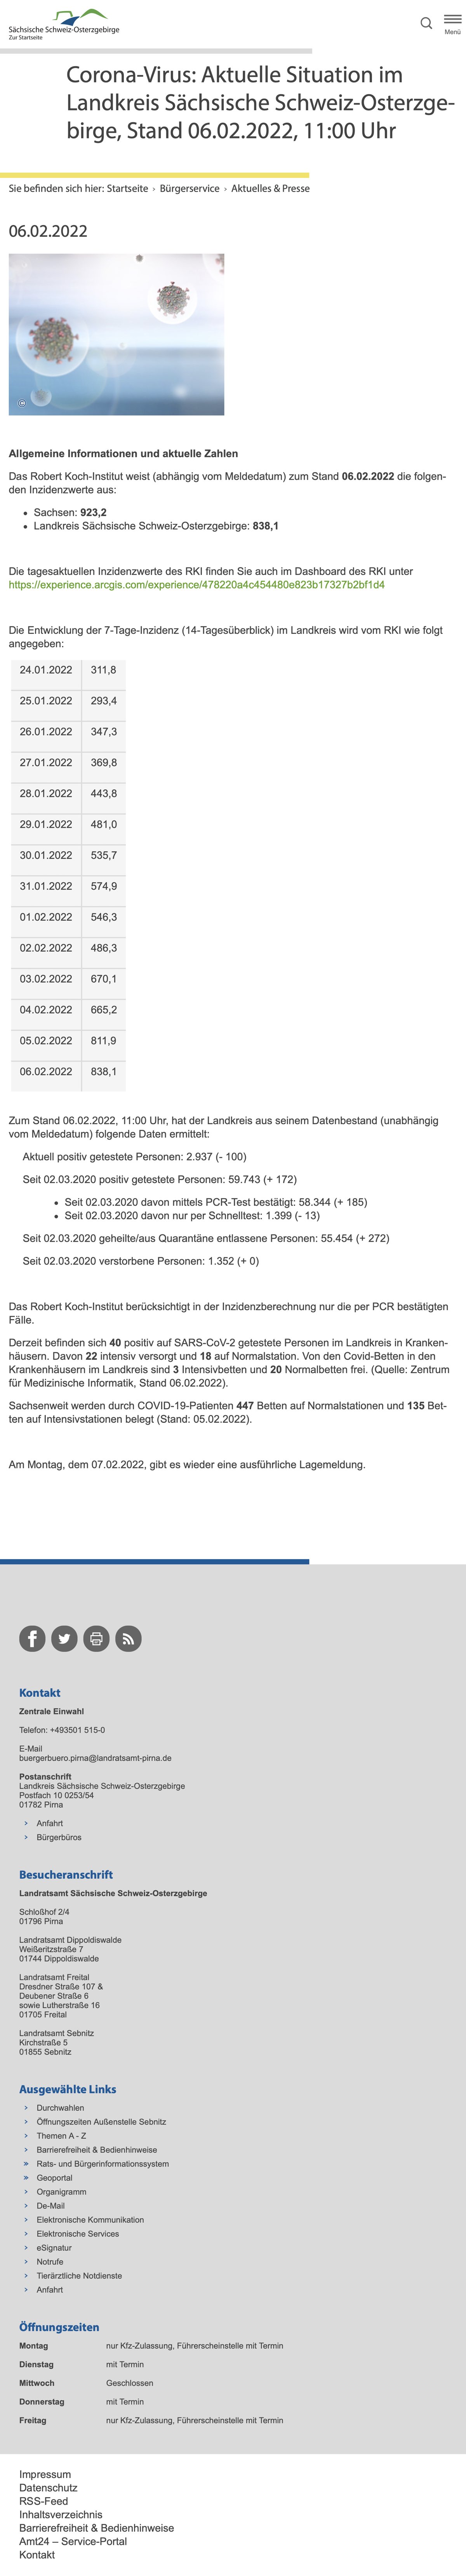 Sächsische Schweiz-Osterzgebirge
Zur Startseite
Menü
Corona-Virus: Aktuelle Situation im
Landkreis Sächsische Schweiz-Osterzge-
birge, Stand 06.02.2022, 11:00 Uhr
Sie befinden sich hier: Startseite › Bürgerservice › Aktuelles & Presse
06.02.2022
©
Allgemeine Informationen und aktuelle Zahlen
Das Robert Koch-Institut weist (abhängig vom Meldedatum) zum Stand 06.02.2022 die folgen-
den Inzidenzwerte aus:
• Sachsen: 923,2
• Landkreis Sächsische Schweiz-Osterzgebirge: 838,1
Die tagesaktuellen Inzidenzwerte des RKI finden Sie auch im Dashboard des RKI unter
https://experience.arcgis.com/experience/478220a4c454480e823b17327b2bf1d4
Die Entwicklung der 7-Tage-Inzidenz (14-Tagesüberblick) im Landkreis wird vom RKI wie folgt
angegeben:
24.01.2022 311,8
25.01.2022 293,4
26.01.2022 347,3
27.01.2022 369,8
28.01.2022 443,8
29.01.2022 481,0
30.01.2022 535,7
31.01.2022 574,9
01.02.2022 546,3
02.02.2022 486,3
03.02.2022 670,1
04.02.2022 665,2
05.02.2022 811,9
06.02.2022 838,1
Zum Stand 06.02.2022, 11:00 Uhr, hat der Landkreis aus seinem Datenbestand (unabhängig
vom Meldedatum) folgende Daten ermittelt:
Aktuell positiv getestete Personen: 2.937 (- 100)
Seit 02.03.2020 positiv getestete Personen: 59.743 (+ 172)
• Seit 02.03.2020 davon mittels PCR-Test bestätigt: 58.344 (+ 185)
• Seit 02.03.2020 davon nur per Schnelltest: 1.399 (- 13)
Seit 02.03.2020 geheilte/aus Quarantäne entlassene Personen: 55.454 (+ 272)
Seit 02.03.2020 verstorbene Personen: 1.352 (+ 0)
Das Robert Koch-Institut berücksichtigt in der Inzidenzberechnung nur die per PCR bestätigten
Fälle.
Derzeit befinden sich 40 positiv auf SARS-CoV-2 getestete Personen im Landkreis in Kranken-
häusern. Davon 22 intensiv versorgt und 18 auf Normalstation. Von den Covid-Betten in den
Krankenhäusern im Landkreis sind 3 Intensivbetten und 20 Normalbetten frei. (Quelle: Zentrum
für Medizinische Informatik, Stand 06.02.2022).
Sachsenweit werden durch COVID-19-Patienten 447 Betten auf Normalstationen und 135 Bet-
ten auf Intensivstationen belegt (Stand: 05.02.2022).
Am Montag, dem 07.02.2022, gibt es wieder eine ausführliche Lagemeldung.
Kontakt
Zentrale Einwahl
Telefon: +493501 515-0
E-Mail
buergerbuero.pirna@landratsamt-pirna.de
Postanschrift
Landkreis Sächsische Schweiz-Osterzgebirge
Postfach 10 0253/54
01782 Pirna
› Anfahrt
› Bürgerbüros
Besucheranschrift
Landratsamt Sächsische Schweiz-Osterzgebirge
Schloßhof 2/4
01796 Pirna
Landratsamt Dippoldiswalde
Weißeritzstraße 7
01744 Dippoldiswalde
Landratsamt Freital
Dresdner Straße 107 &
Deubener Straße 6
sowie Lutherstraße 16
01705 Freital
Landratsamt Sebnitz
Kirchstraße 5
01855 Sebnitz
Ausgewählte Links
› Durchwahlen
› Öffnungszeiten Außenstelle Sebnitz
› Themen A - Z
› Barrierefreiheit & Bedienhinweise
» Rats- und Bürgerinformationssystem
» Geoportal
› Organigramm
› De-Mail
› Elektronische Kommunikation
› Elektronische Services
› eSignatur
› Notrufe
› Tierärztliche Notdienste
› Anfahrt
Öffnungszeiten
Montag nur Kfz-Zulassung, Führerscheinstelle mit Termin
Dienstag mit Termin
Mittwoch Geschlossen
Donnerstag mit Termin
Freitag nur Kfz-Zulassung, Führerscheinstelle mit Termin
Impressum
Datenschutz
RSS-Feed
Inhaltsverzeichnis
Barrierefreiheit & Bedienhinweise
Amt24 – Service-Portal
Kontakt